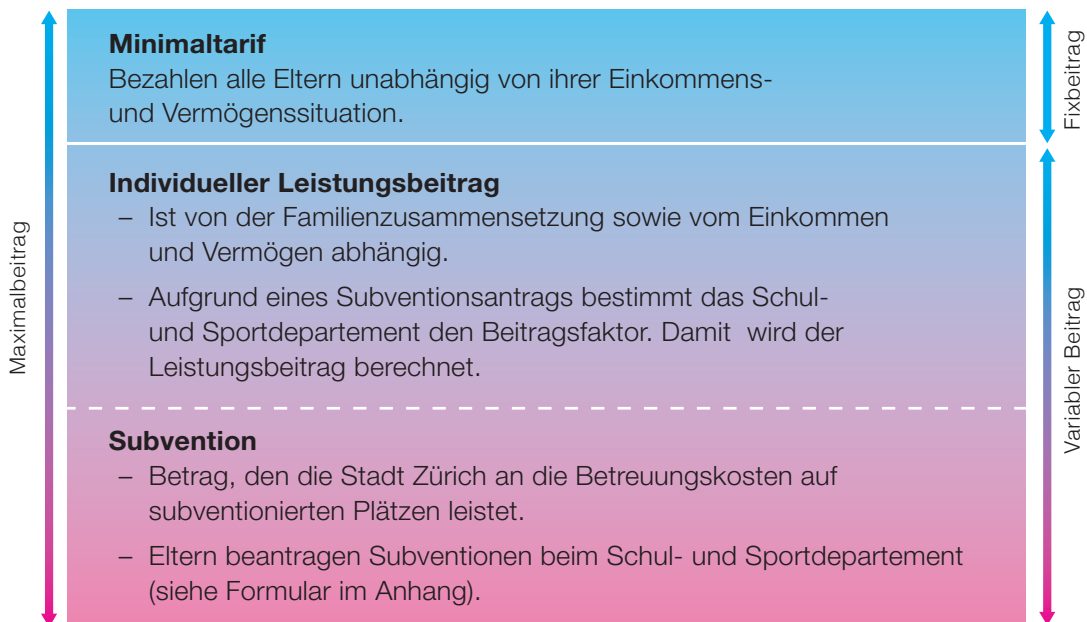 Minimaltarif
Bezahlen alle Eltern unabhängig von ihrer Einkommens-
und Vermögenssituation.
Fixbeitrag
Maximalbeitrag
Individueller Leistungsbeitrag
– Ist von der Familienzusammensetzung sowie vom Einkommen
und Vermögen abhängig.
– Aufgrund eines Subventionsantrags bestimmt das Schul-
und Sportdepartement den Beitragsfaktor. Damit wird der
Leistungsbeitrag berechnet.
Variabler Beitrag
Subvention
– Betrag, den die Stadt Zürich an die Betreuungskosten auf
subventionierten Plätzen leistet.
– Eltern beantragen Subventionen beim Schul- und Sportdepartement
(siehe Formular im Anhang).